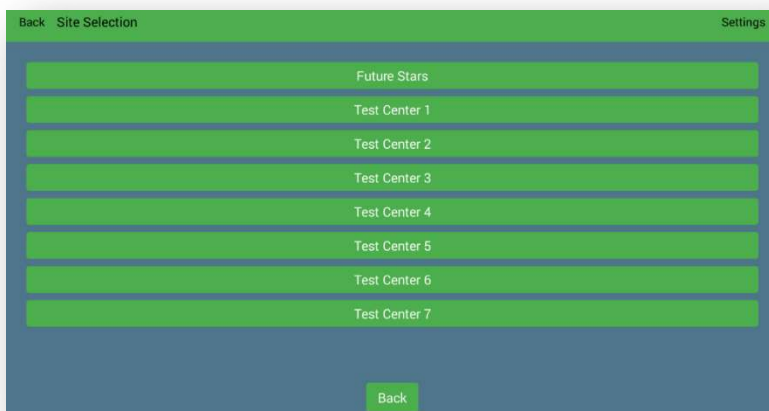 Back Site Selection Settings
Future Stars
Test Center 1
Test Center 2
Test Center 3
Test Center 4
Test Center 5
Test Center 6
Test Center 7
Back